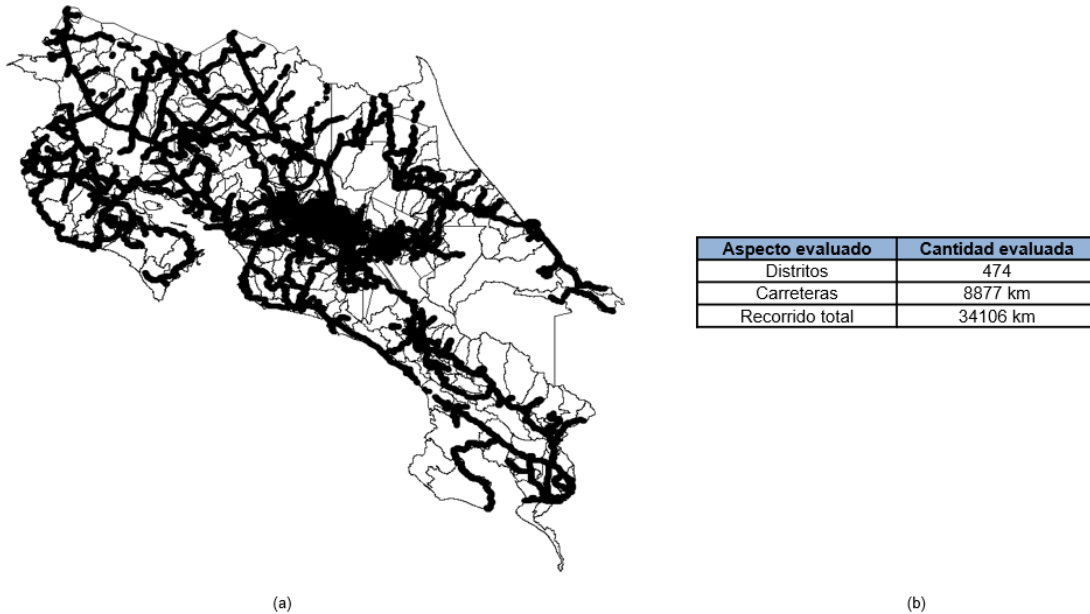 Aspecto evaluado Cantidad evaluada
Distritos 474
Carreteras 8877 km
Recorrido total 34106 km
(a) (b)